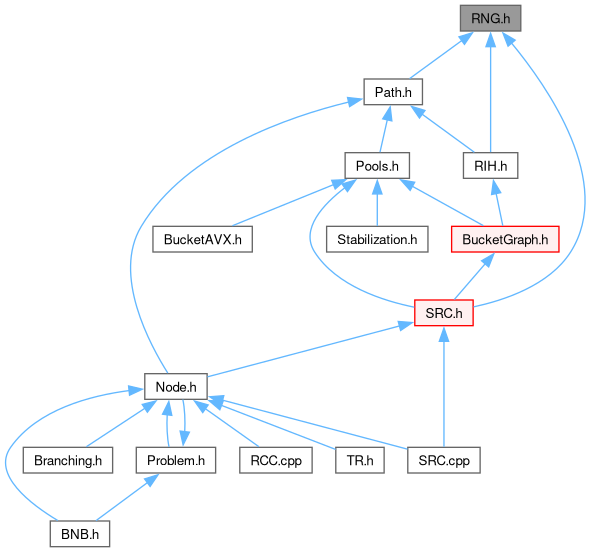 RNG.h
Path.h
Pools.h
RIH.h
BucketAVX.h
Stabilization.h
BucketGraph.h
SRC.h
Node.h
Branching.h
Problem.h
RCC.cpp
TR.h
SRC.cpp
BNB.h